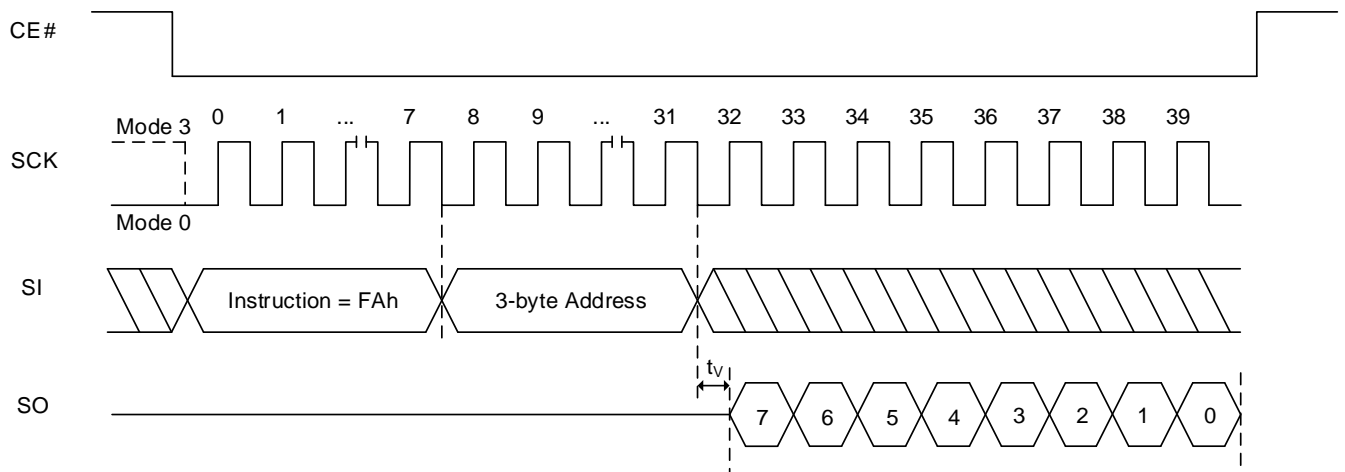 CE#
Mode 3 0 1 ... 7 8 9 ... 31 32 33 34 35 36 37 38 39
SCK
Mode 0
SI Instruction = FAh 3-byte Address
tV
SO 7 6 5 4 3 2 1 0